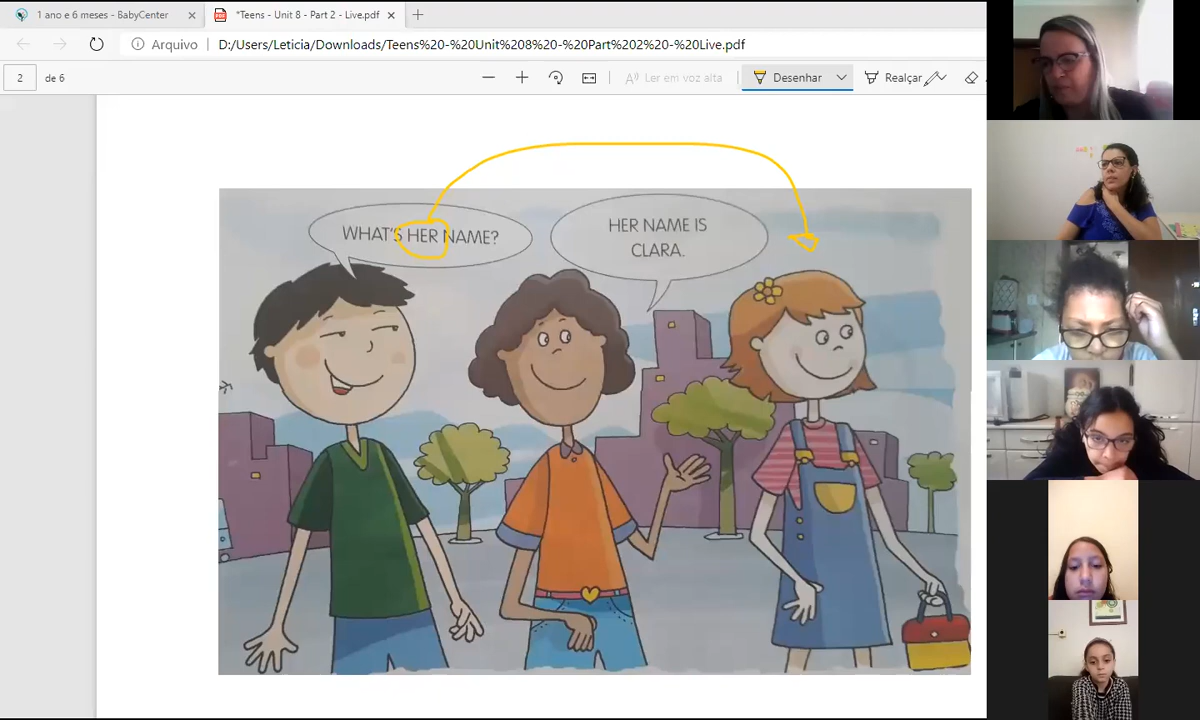 1 ano e 6 meses - BabyCenter
*Teens - Unit 8 - Part 2 - Live.pdf
Arquivo
D:/Users/Leticia/Downloads/Teens%20-%20Unit%208%20-%20Part%202%20-%20Live.pdf
2
de 6
Ler em voz alta
Desenhar
Realçar
WHAT'S HER NAME?
HER NAME IS
CLARA.